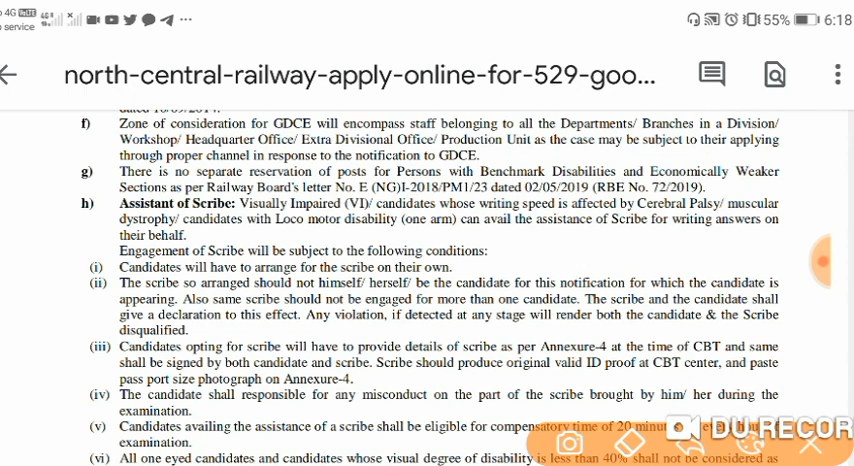 4G VoLTE 4G 55% 6:18
service
north-central-railway-apply-online-for-529-goo...
f) Zone of consideration for GDCE will encompass staff belonging to all the Departments/ Branches in a Division/
Workshop/ Headquarter Office/ Extra Divisional Office/ Production Unit as the case may be subject to their applying
through proper channel in response to the notification to GDCE.
g) There is no separate reservation of posts for Persons with Benchmark Disabilities and Economically Weaker
Sections as per Railway Board's letter No. E (NG)I-2018/PM1/23 dated 02/05/2019 (RBE No. 72/2019).
h) Assistant of Scribe: Visually Impaired (VI)/ candidates whose writing speed is affected by Cerebral Palsy/ muscular
dystrophy/ candidates with Loco motor disability (one arm) can avail the assistance of Scribe for writing answers on
their behalf.
Engagement of Scribe will be subject to the following conditions:
(i) Candidates will have to arrange for the scribe on their own.
(ii) The scribe so arranged should not himself/ herself/ be the candidate for this notification for which the candidate is
appearing. Also same scribe should not be engaged for more than one candidate. The scribe and the candidate shall
give a declaration to this effect. Any violation, if detected at any stage will render both the candidate & the Scribe
disqualified.
(iii) Candidates opting for scribe will have to provide details of scribe as per Annexure-4 at the time of CBT and same
shall be signed by both candidate and scribe. Scribe should produce original valid ID proof at CBT center, and paste
pass port size photograph on Annexure-4.
(iv) The candidate shall responsible for any misconduct on the part of the scribe brought by him/ her during the
examination.
(v) Candidates availing the assistance of a scribe shall be eligible for compensatory time of 20 minutes
DU RECOR
examination.
(vi) All one eyed candidates and candidates whose visual degree of disability is less than 40% shall not be considered as